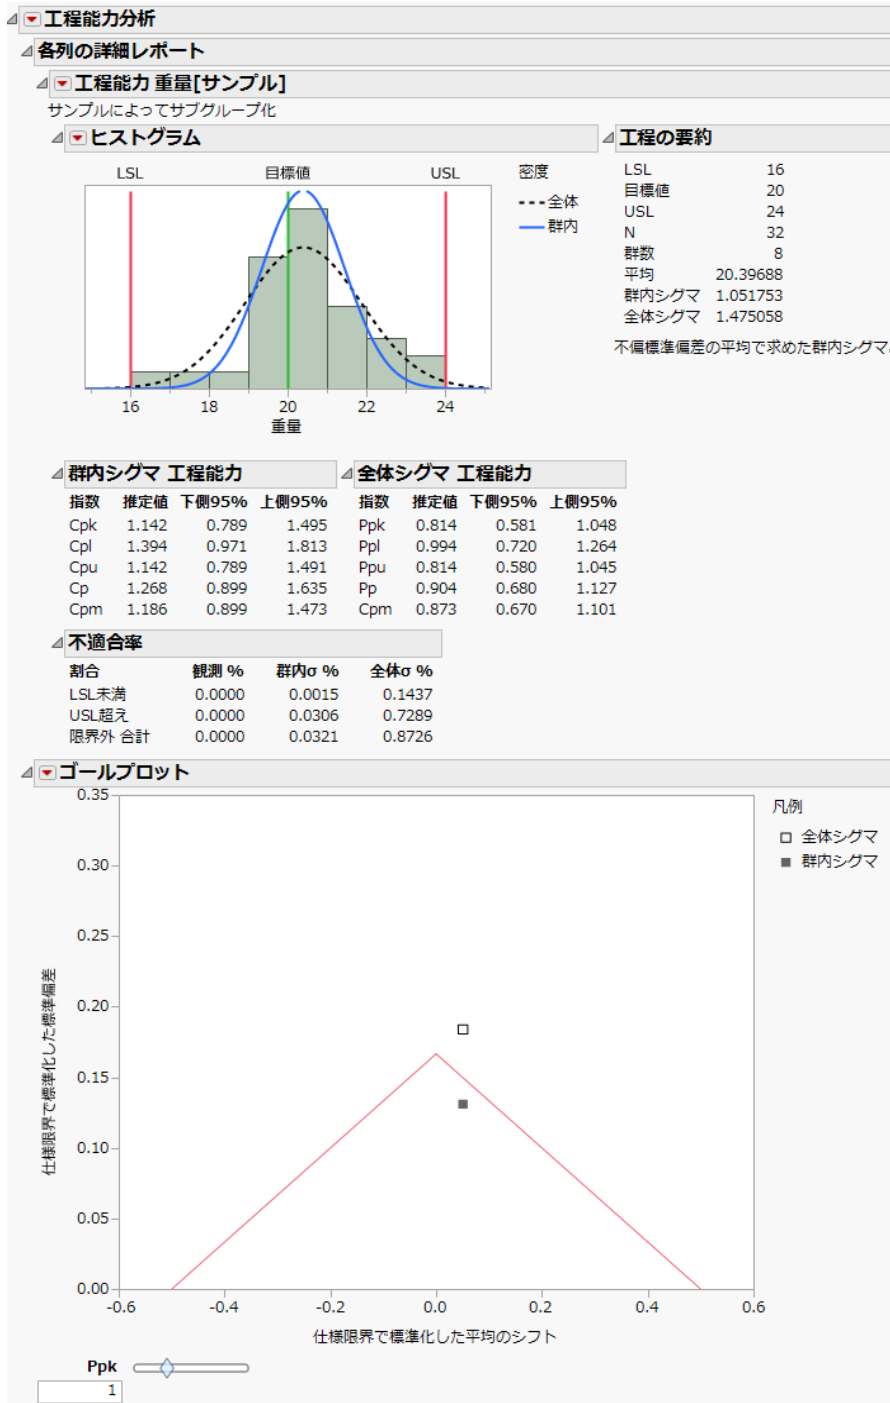 工程能力分析
各列の詳細レポート
工程能力 重量[サンプル]
サンプルによってサブグループ化
ヒストグラム
LSL 目標値 USL
密度
全体
群内
16 18 20 22 24
重量
工程の要約
LSL 16
目標値 20
USL 24
N 32
群数 8
平均 20.39688
群内シグマ 1.051753
全体シグマ 1.475058
不偏標準偏差の平均で求めた群内シグマ
群内シグマ 工程能力
指数 推定値 下側95% 上側95%
Cpk 1.142 0.789 1.495
Cpl 1.394 0.971 1.813
Cpu 1.142 0.789 1.491
Cp 1.268 0.899 1.635
Cpm 1.186 0.899 1.473
全体シグマ 工程能力
指数 推定値 下側95% 上側95%
Ppk 0.814 0.581 1.048
Ppl 0.994 0.720 1.264
Ppu 0.814 0.580 1.045
Pp 0.904 0.680 1.127
Cpm 0.873 0.670 1.101
不適合率
割合 観測 % 群内σ % 全体σ %
LSL未満 0.0000 0.0015 0.1437
USL超え 0.0000 0.0306 0.7289
限界外 合計 0.0000 0.0321 0.8726
ゴールプロット
0.35
0.30
0.25
0.20
0.15
0.10
0.05
0.00
仕様限界で標準化した標準偏差
-0.6 -0.4 -0.2 0.0 0.2 0.4 0.6
仕様限界で標準化した平均のシフト
凡例
全体シグマ
群内シグマ
Ppk
1